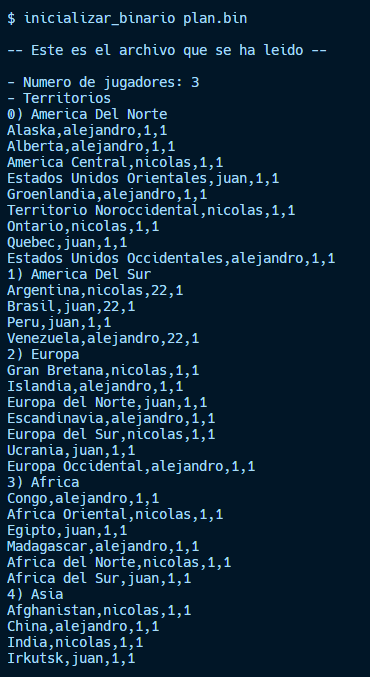 $ inicializar_binario plan.bin
-- Este es el archivo que se ha leido --
- Numero de jugadores: 3
- Territorios
0) America Del Norte
Alaska,alejandro,1,1
Alberta,alejandro,1,1
America Central,nicolas,1,1
Estados Unidos Orientales,juan,1,1
Groenlandia,alejandro,1,1
Territorio Noroccidental,nicolas,1,1
Ontario,nicolas,1,1
Quebec,juan,1,1
Estados Unidos Occidentales,alejandro,1,1
1) America Del Sur
Argentina,nicolas,22,1
Brasil,juan,22,1
Peru,juan,1,1
Venezuela,alejandro,22,1
2) Europa
Gran Bretana,nicolas,1,1
Islandia,alejandro,1,1
Europa del Norte,juan,1,1
Escandinavia,alejandro,1,1
Europa del Sur,nicolas,1,1
Ucrania,juan,1,1
Europa Occidental,alejandro,1,1
3) Africa
Congo,alejandro,1,1
Africa Oriental,nicolas,1,1
Egipto,juan,1,1
Madagascar,alejandro,1,1
Africa del Norte,nicolas,1,1
Africa del Sur,juan,1,1
4) Asia
Afghanistan,nicolas,1,1
China,alejandro,1,1
India,nicolas,1,1
Irkutsk,juan,1,1